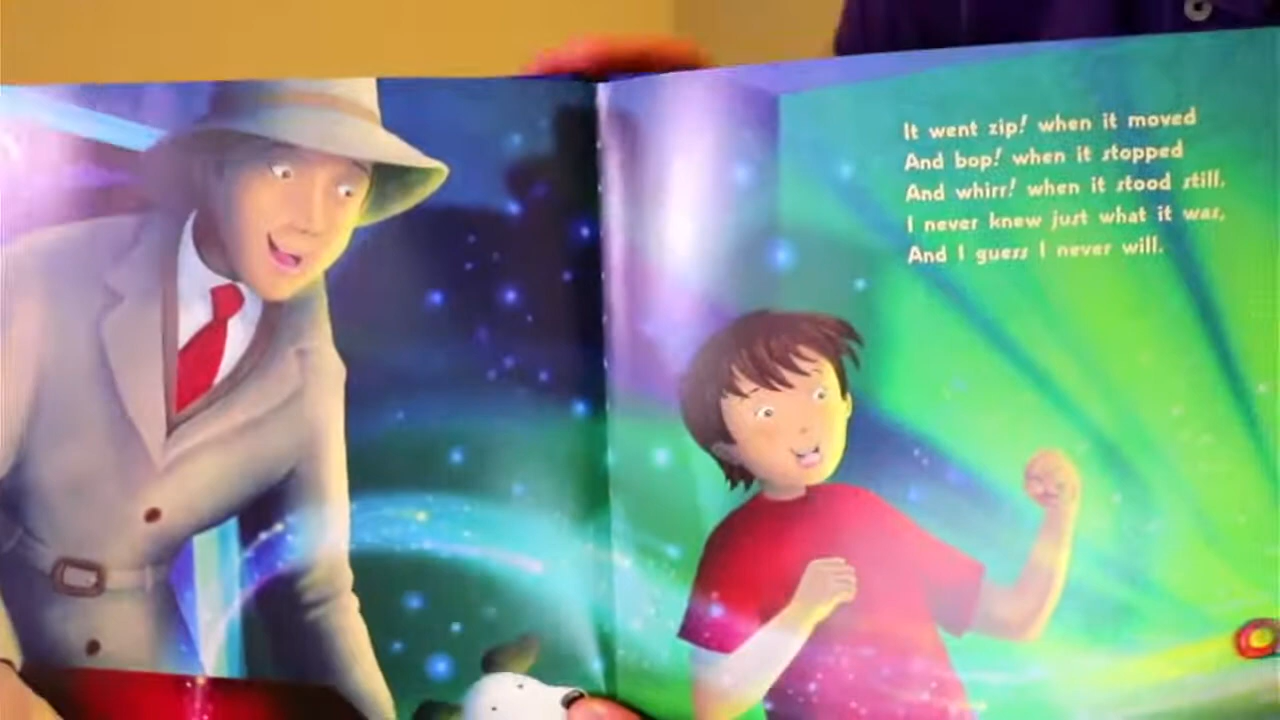 It went zip! when it moved
And bop! when it stopped
And whirr! when it stood still.
I never knew just what it was,
And I guess I never will.